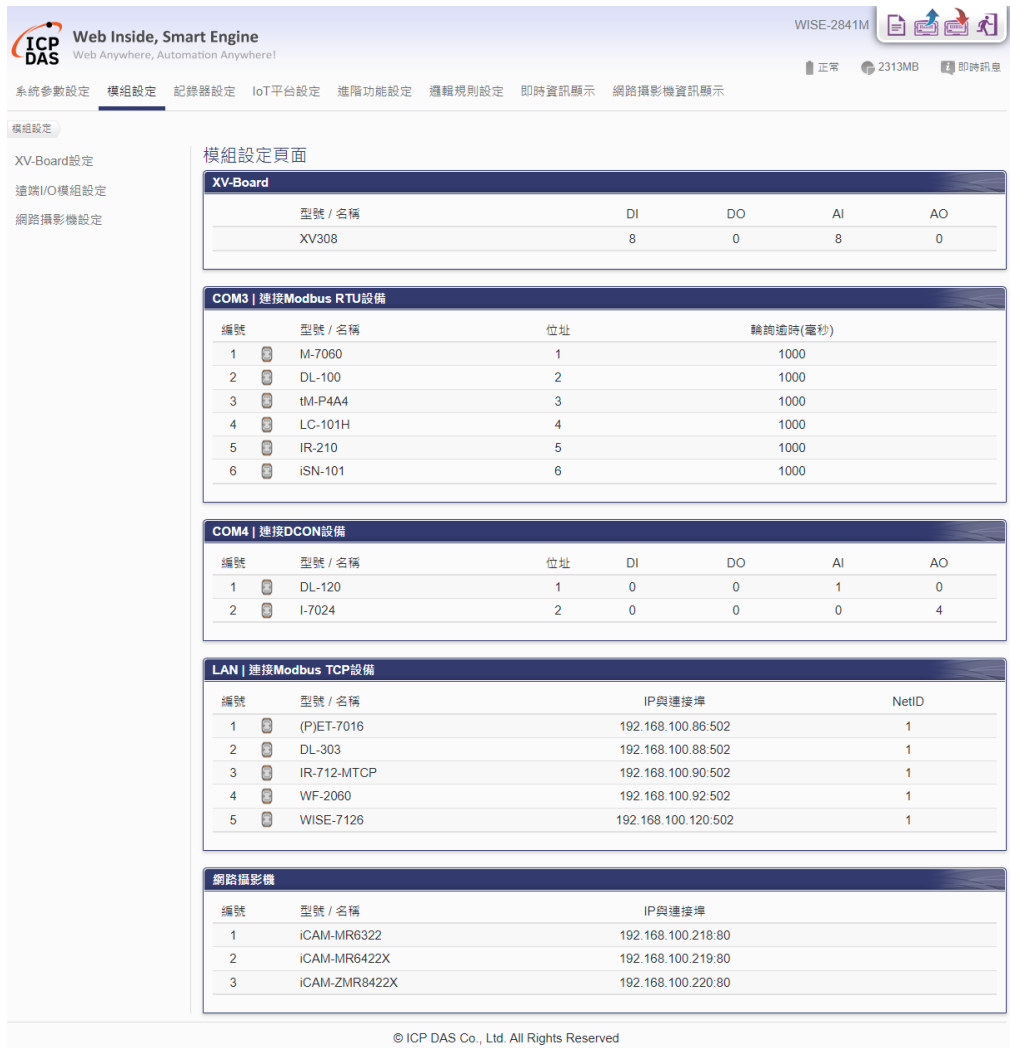 ICP DAS
Web Inside, Smart Engine
Web Anywhere, Automation Anywhere!
WISE-2841M
正常 2313MB 即時訊息
系統參數設定 模組設定 記錄器設定 IoT平台設定 進階功能設定 邏輯規則設定 即時資訊顯示 網路攝影機資訊顯示
模組設定
XV-Board設定
遠端I/O模組設定
網路攝影機設定
模組設定頁面
XV-Board
型號 / 名稱 DI DO AI AO
XV308 8 0 8 0
COM3 | 連接Modbus RTU設備
編號 型號 / 名稱 位址 輪詢逾時(毫秒)
1 M-7060 1 1000
2 DL-100 2 1000
3 tM-P4A4 3 1000
4 LC-101H 4 1000
5 IR-210 5 1000
6 iSN-101 6 1000
COM4 | 連接DCON設備
編號 型號 / 名稱 位址 DI DO AI AO
1 DL-120 1 0 0 1 0
2 I-7024 2 0 0 0 4
LAN | 連接Modbus TCP設備
編號 型號 / 名稱 IP與連接埠 NetID
1 (P)ET-7016 192.168.100.86:502 1
2 DL-303 192.168.100.88:502 1
3 IR-712-MTCP 192.168.100.90:502 1
4 WF-2060 192.168.100.92:502 1
5 WISE-7126 192.168.100.120:502 1
網路攝影機
編號 型號 / 名稱 IP與連接埠
1 iCAM-MR6322 192.168.100.218:80
2 iCAM-MR6422X 192.168.100.219:80
3 iCAM-ZMR8422X 192.168.100.220:80
© ICP DAS Co., Ltd. All Rights Reserved